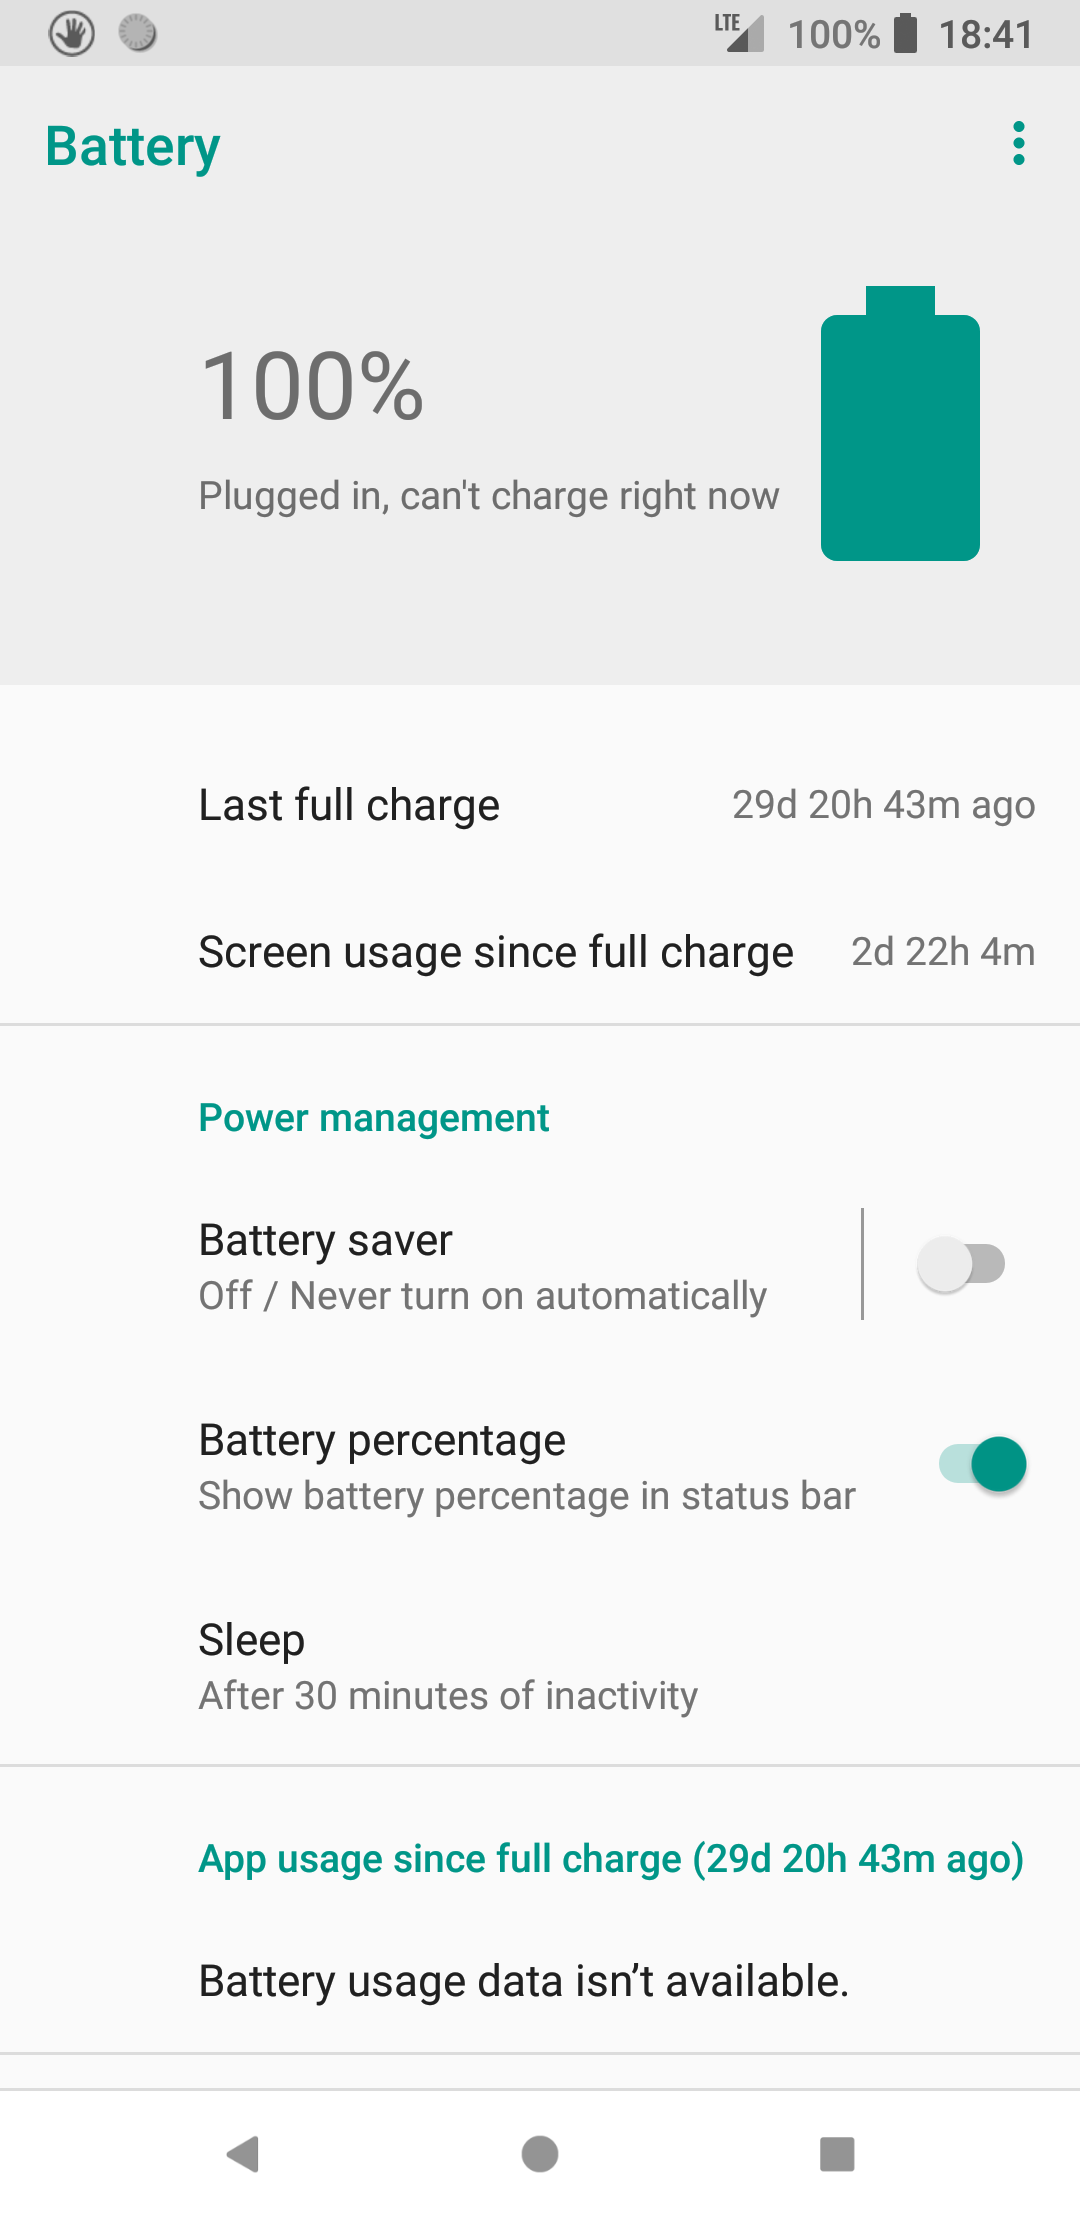 LTE 100% 18:41
Battery
100%
Plugged in, can't charge right now
Last full charge 29d 20h 43m ago
Screen usage since full charge 2d 22h 4m
Power management
Battery saver
Off / Never turn on automatically
Battery percentage
Show battery percentage in status bar
Sleep
After 30 minutes of inactivity
App usage since full charge (29d 20h 43m ago)
Battery usage data isn’t available.